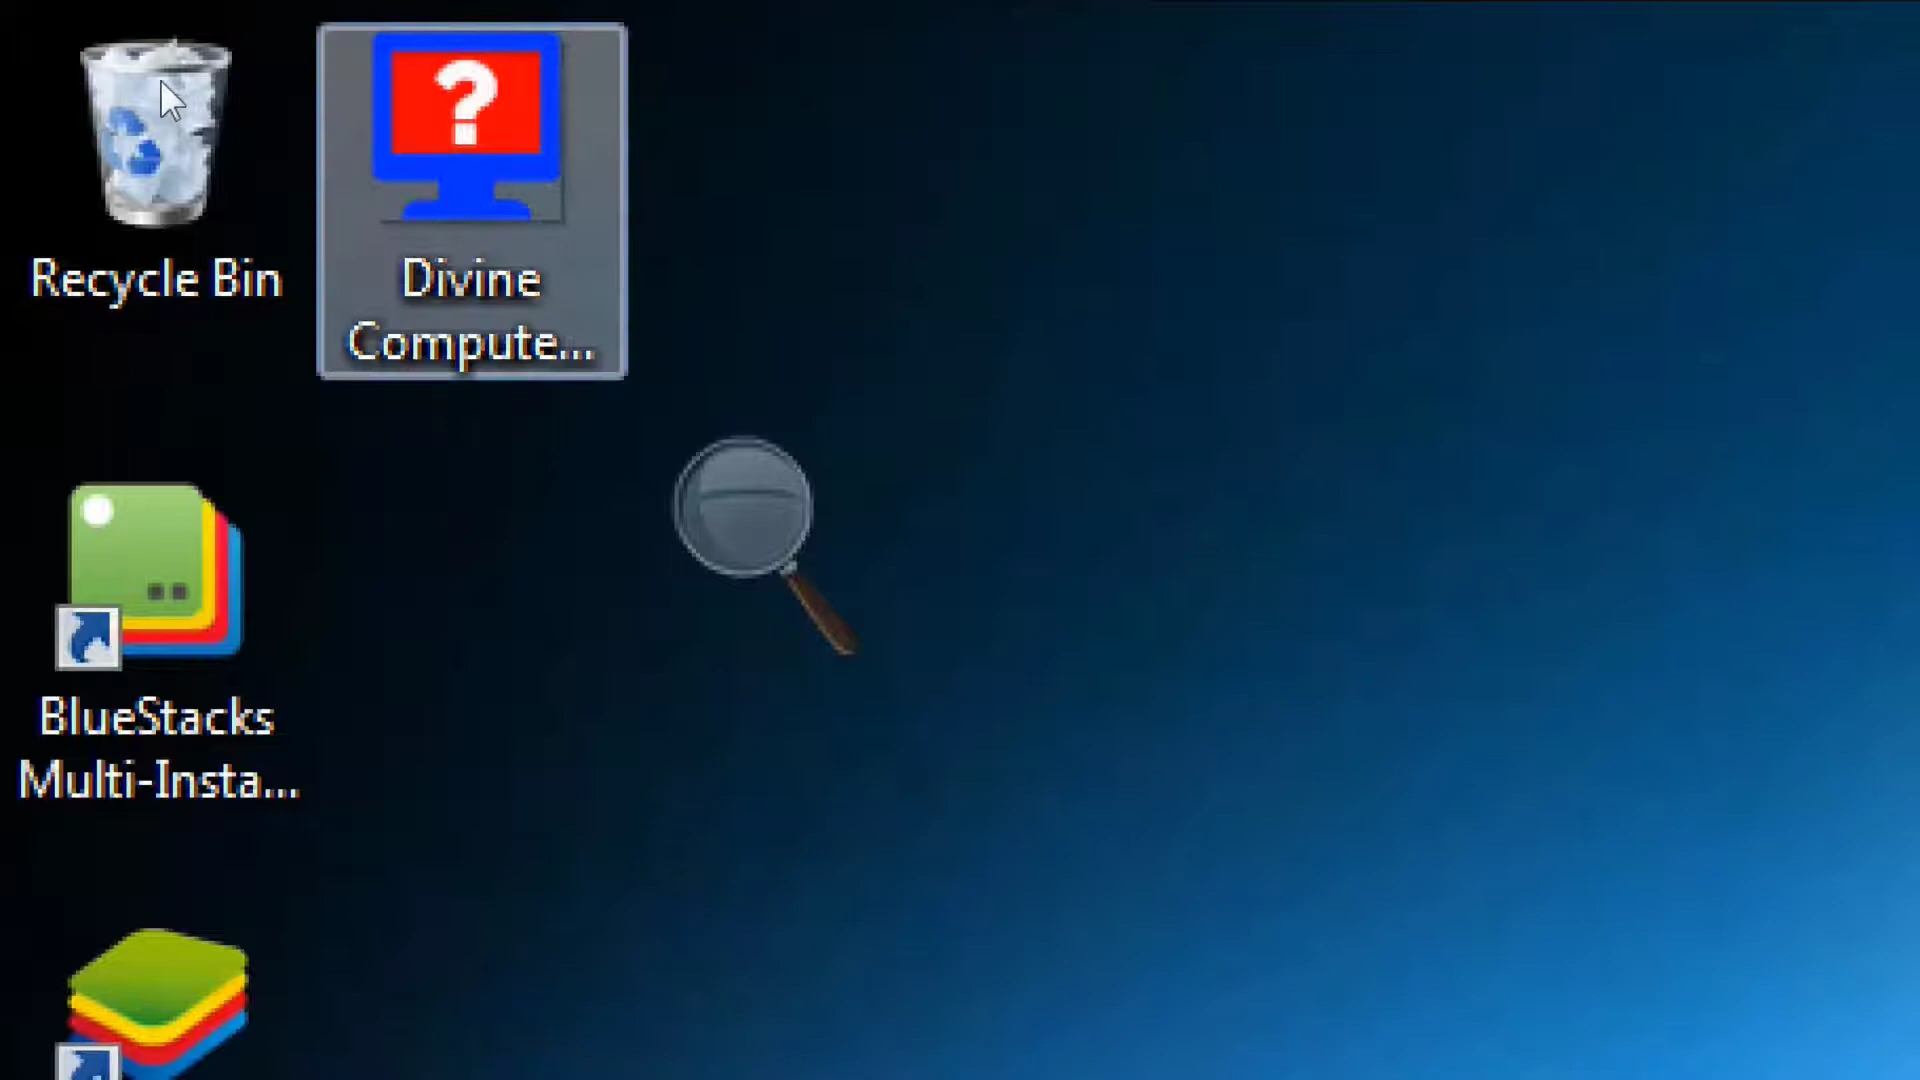 Recycle Bin
Divine
Compute...
BlueStacks
Multi-Insta...
?